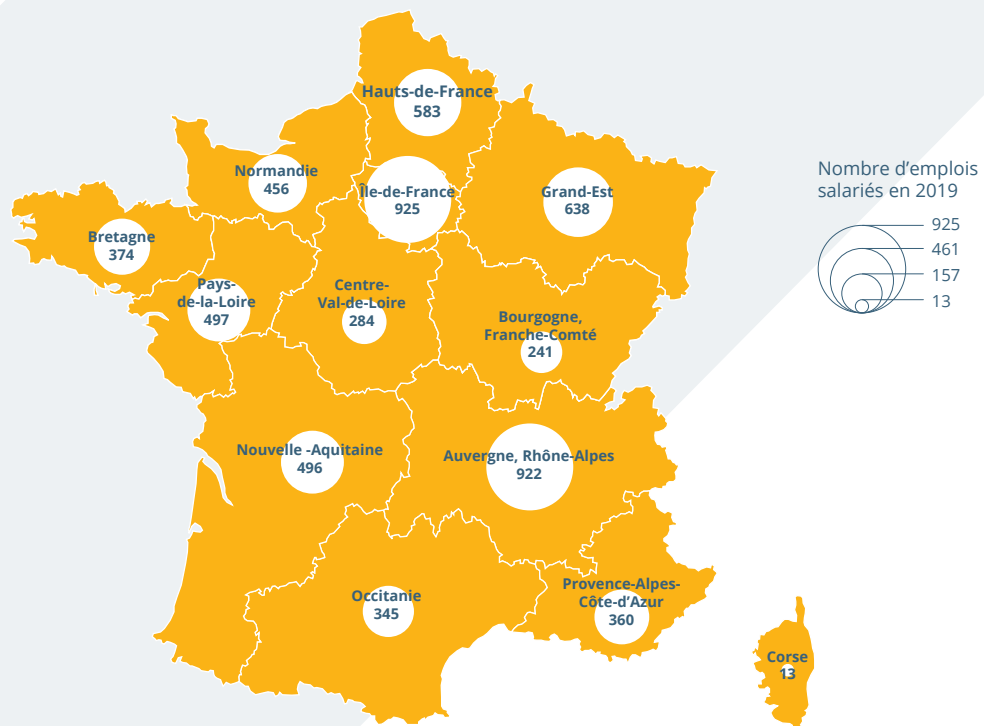 Hauts-de-France
583
Normandie
456
Île-de-France
925
Grand-Est
638
Nombre d'emplois
salariés en 2019
925
461
157
13
Bretagne
374
Pays-
de-la-Loire
497
Centre-
Val-de-Loire
284
Bourgogne,
Franche-Comté
241
Nouvelle -Aquitaine
496
Auvergne, Rhône-Alpes
922
Occitanie
345
Provence-Alpes-
Côte-d'Azur
360
Corse
13